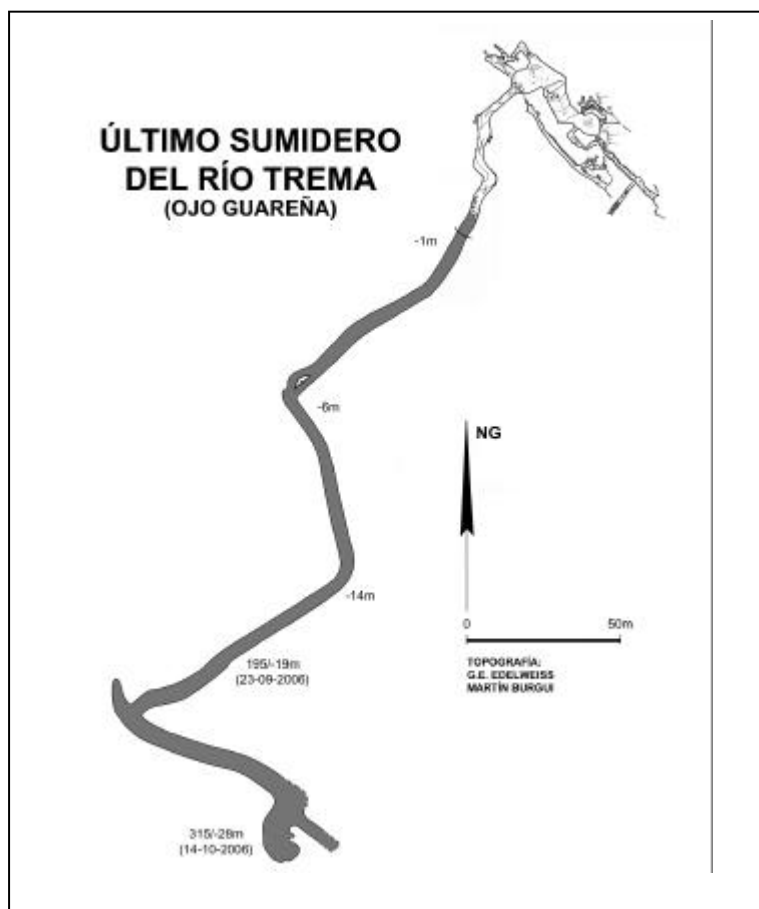 ÚLTIMO SUMIDERO
DEL RÍO TREMA
(OJO GUAREÑA)
-1m
-6m
NG
-14m
0 50m
195/-19m
(23-09-2006)
TOPOGRAFÍA:
G.E. EDELWEISS
MARTÍN BURGUI
315/-28m
(14-10-2006)